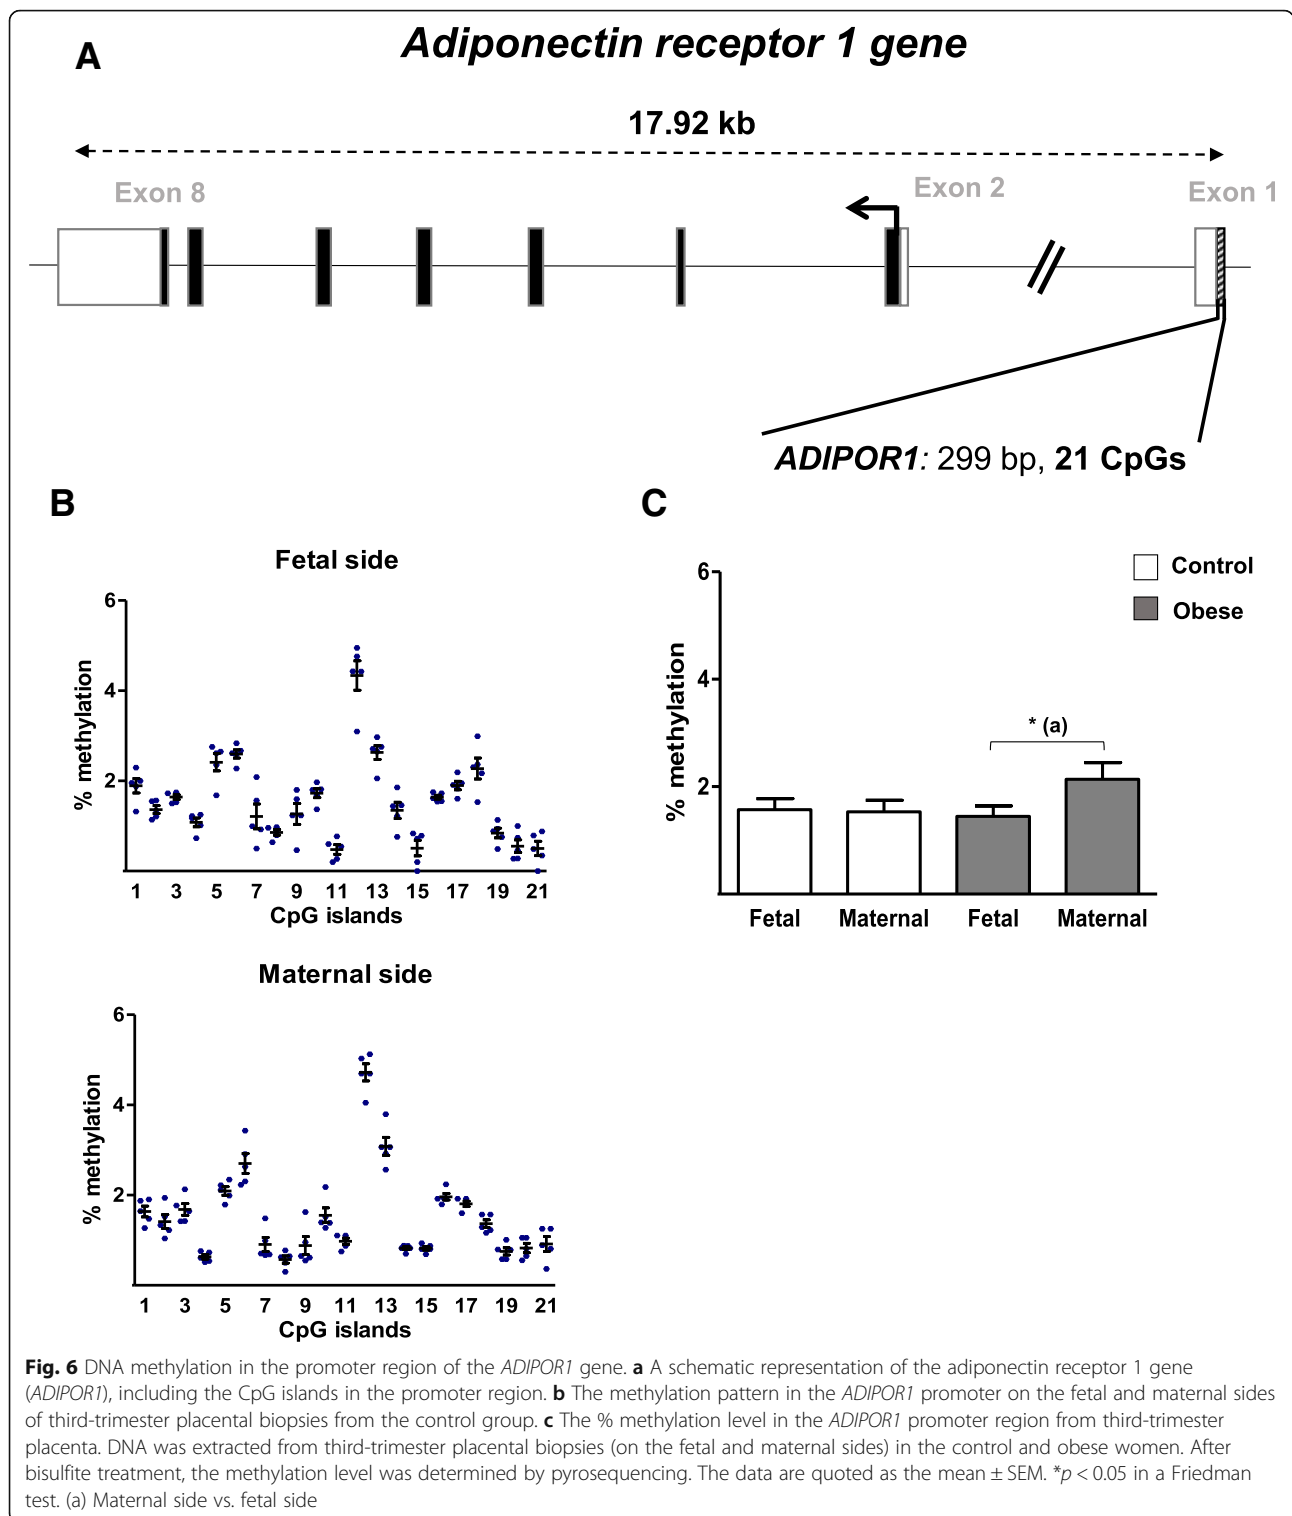 A
Adiponectin receptor 1 gene
17.92 kb
Exon 8
Exon 2
Exon 1
ADIPOR1: 299 bp, 21 CpGs
B
Fetal side
% methylation
6
4
2
1 3 5 7 9 11 13 15 17 19 21
CpG islands
Maternal side
% methylation
6
4
2
1 3 5 7 9 11 13 15 17 19 21
CpG islands
C
Control
Obese
% methylation
6
4
2
* (a)
Fetal Maternal Fetal Maternal
Fig. 6 DNA methylation in the promoter region of the ADIPOR1 gene. a A schematic representation of the adiponectin receptor 1 gene
(ADIPOR1), including the CpG islands in the promoter region. b The methylation pattern in the ADIPOR1 promoter on the fetal and maternal sides
of third-trimester placental biopsies from the control group. c The % methylation level in the ADIPOR1 promoter region from third-trimester
placenta. DNA was extracted from third-trimester placental biopsies (on the fetal and maternal sides) in the control and obese women. After
bisulfite treatment, the methylation level was determined by pyrosequencing. The data are quoted as the mean ± SEM. *p < 0.05 in a Friedman
test. (a) Maternal side vs. fetal side